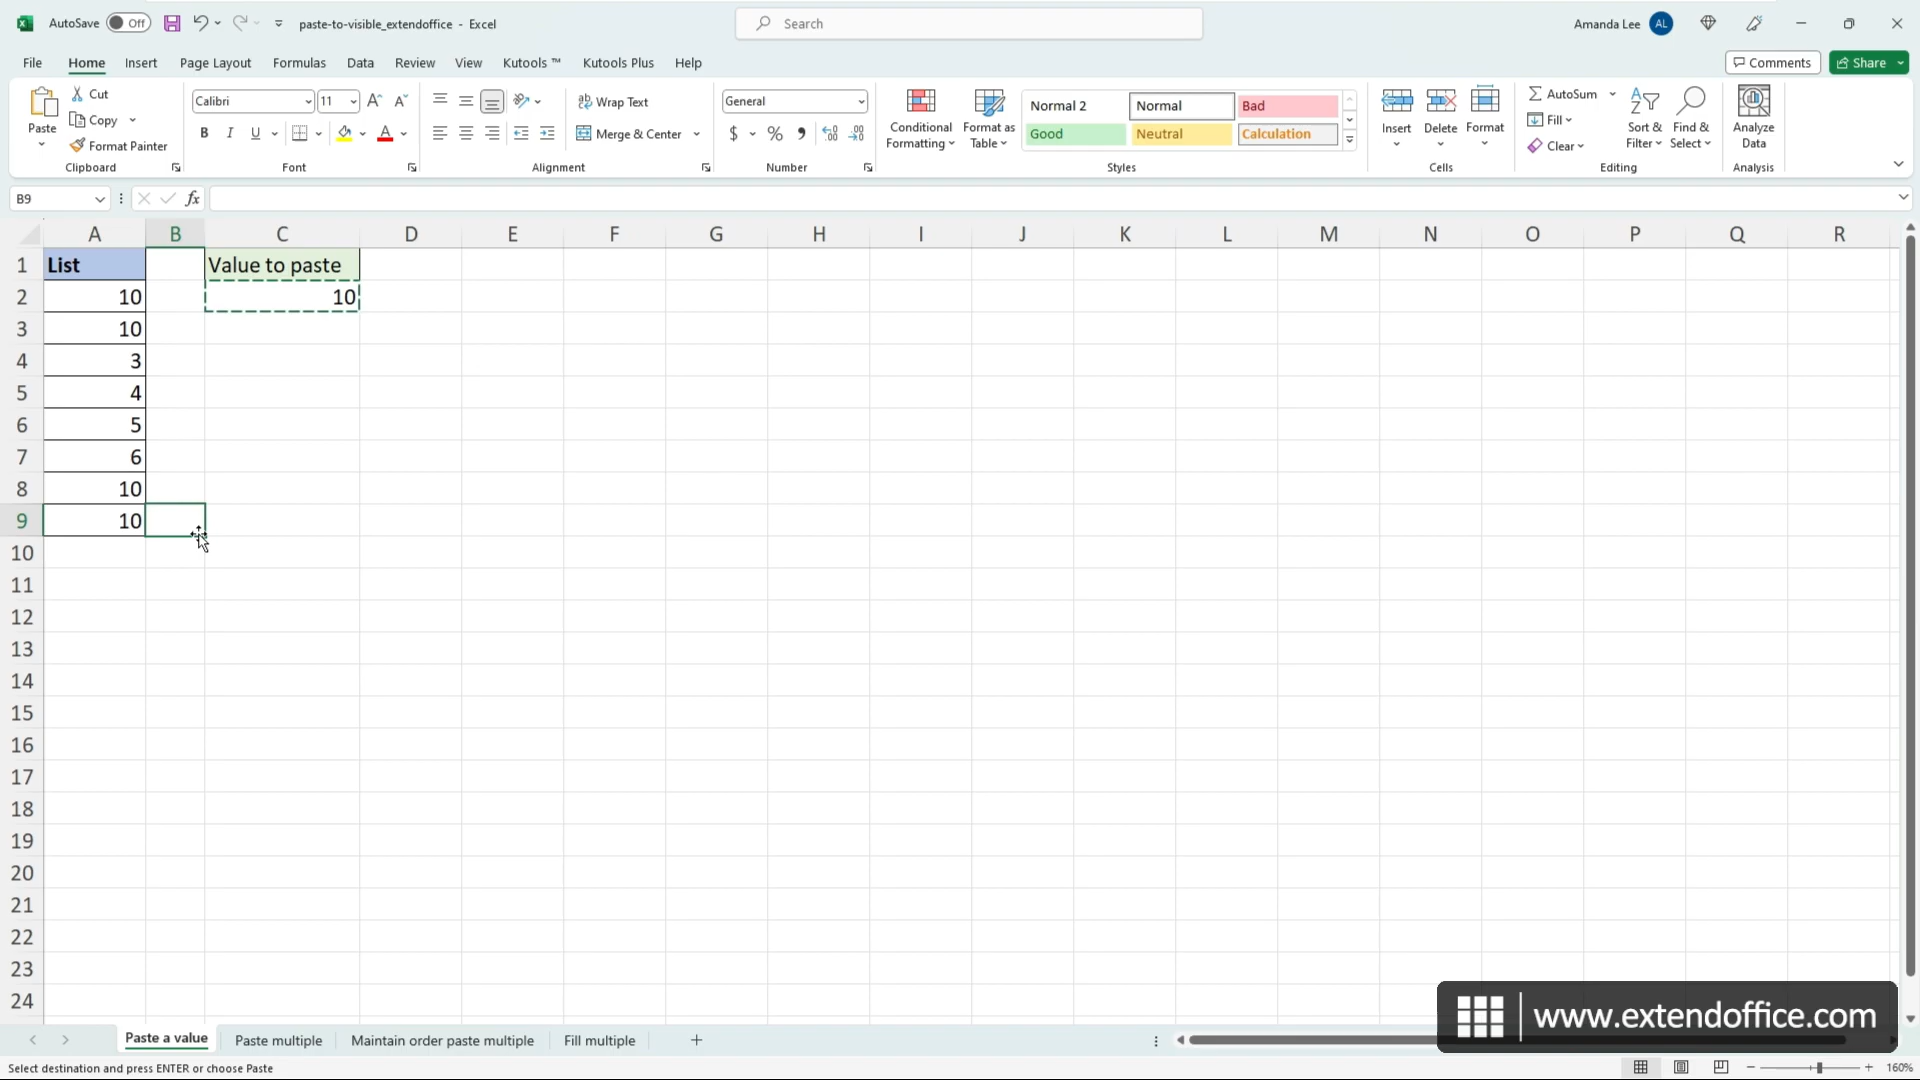 AutoSave Off paste-to-visible_extendoffice - Excel Search Amanda Lee AL
File Home Insert Page Layout Formulas Data Review View Kutools ™ Kutools Plus Help Comments Share
Paste Cut Copy Format Painter Clipboard
Calibri 11 B I U A Font
Wrap Text Merge & Center Alignment
General $ % , Number
Conditional Formatting Format as Table Normal 2 Normal Bad
Good Neutral Calculation
Styles
Insert Delete Format Cells
AutoSum Fill Clear Sort & Filter Find & Select Editing
Analyze Data Analysis
B9 fx
A B C D E F G H I J K L M N O P Q R
1 List Value to paste
2 10 10
3 10
4 3
5 4
6 5
7 6
8 10
9 10
10
11
12
13
14
15
16
17
18
19
20
21
22
23
24
www.extendoffice.com
Paste a value Paste multiple Maintain order paste multiple Fill multiple +
Select destination and press ENTER or choose Paste 160%